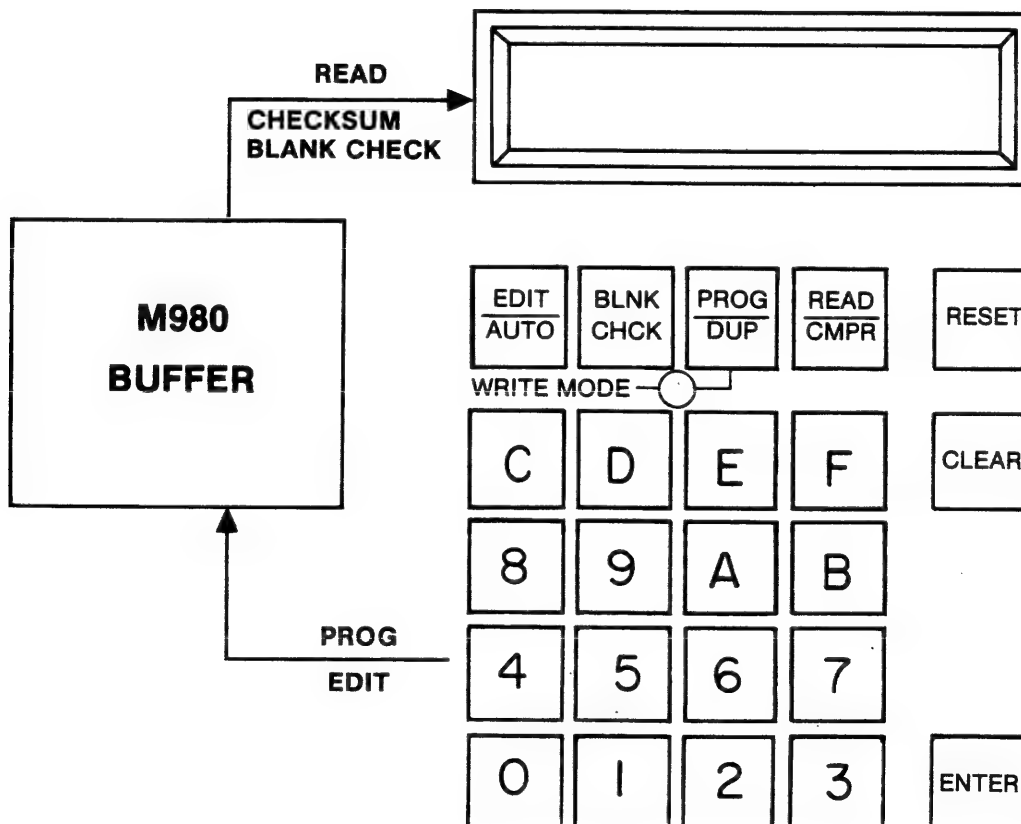 READ
CHECKSUM
BLANK CHECK
M980
BUFFER
EDIT
AUTO
BLNK
CHCK
PROG
DUP
READ
CMPR
RESET
WRITE MODE
C D E F
CLEAR
8 9 A B
PROG
EDIT
4 5 6 7
0 1 2 3
ENTER